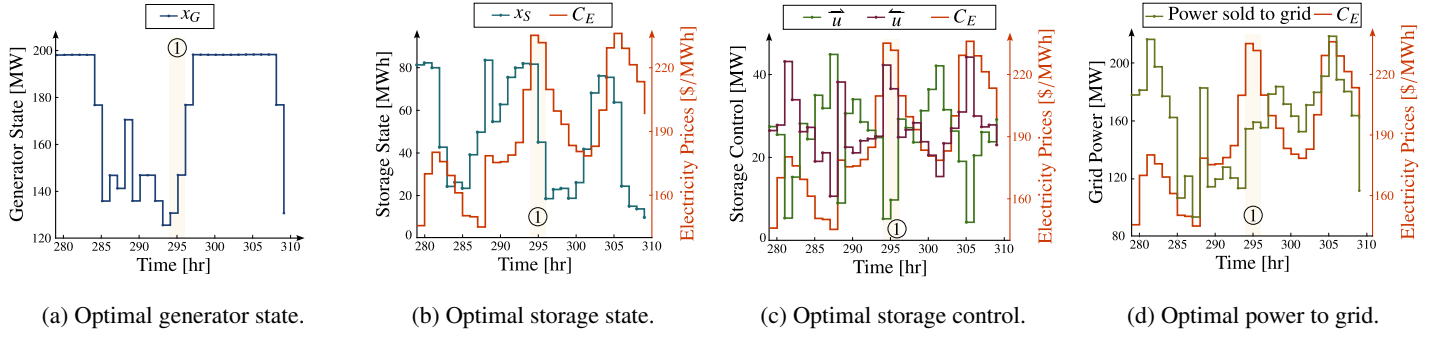 x_G
Generator State [MW]
200
180
160
140
120
①
280 285 290 295 300 305 310
Time [hr]
(a) Optimal generator state.
x_S C_E
Storage State [MWh]
80
60
40
20
0
①
220
190
160
Electricity Prices [$/MWh]
280 285 290 295 300 305 310
Time [hr]
(b) Optimal storage state.
u⃗ u⃖ C_E
Storage Control [MW]
40
20
0
①
220
190
160
Electricity Prices [$/MWh]
280 285 290 295 300 305 310
Time [hr]
(c) Optimal storage control.
Power sold to grid C_E
Grid Power [MW]
200
160
120
80
①
220
190
160
Electricity Prices [$/MWh]
280 285 290 295 300 305 310
Time [hr]
(d) Optimal power to grid.